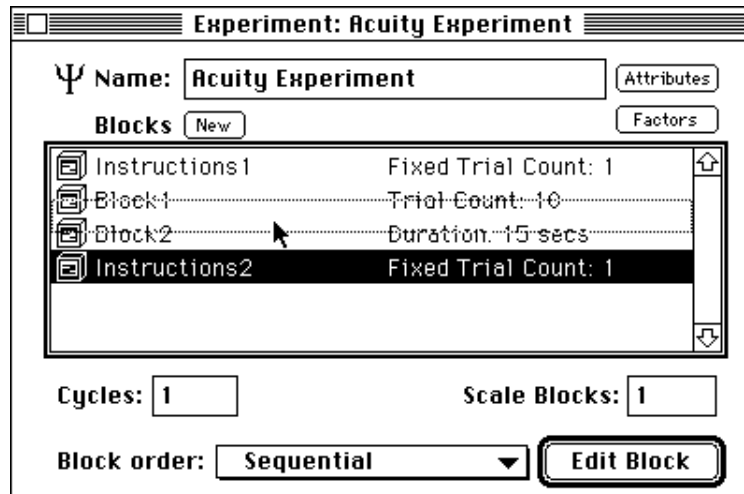 Experiment: Acuity Experiment
Ψ Name: Acuity Experiment Attributes
Blocks New Factors
Instructions1 Fixed Trial Count: 1
Block1 Trial Count: 10
Block2 Duration: 15 secs
Instructions2 Fixed Trial Count: 1
Cycles: 1 Scale Blocks: 1
Block order: Sequential Edit Block